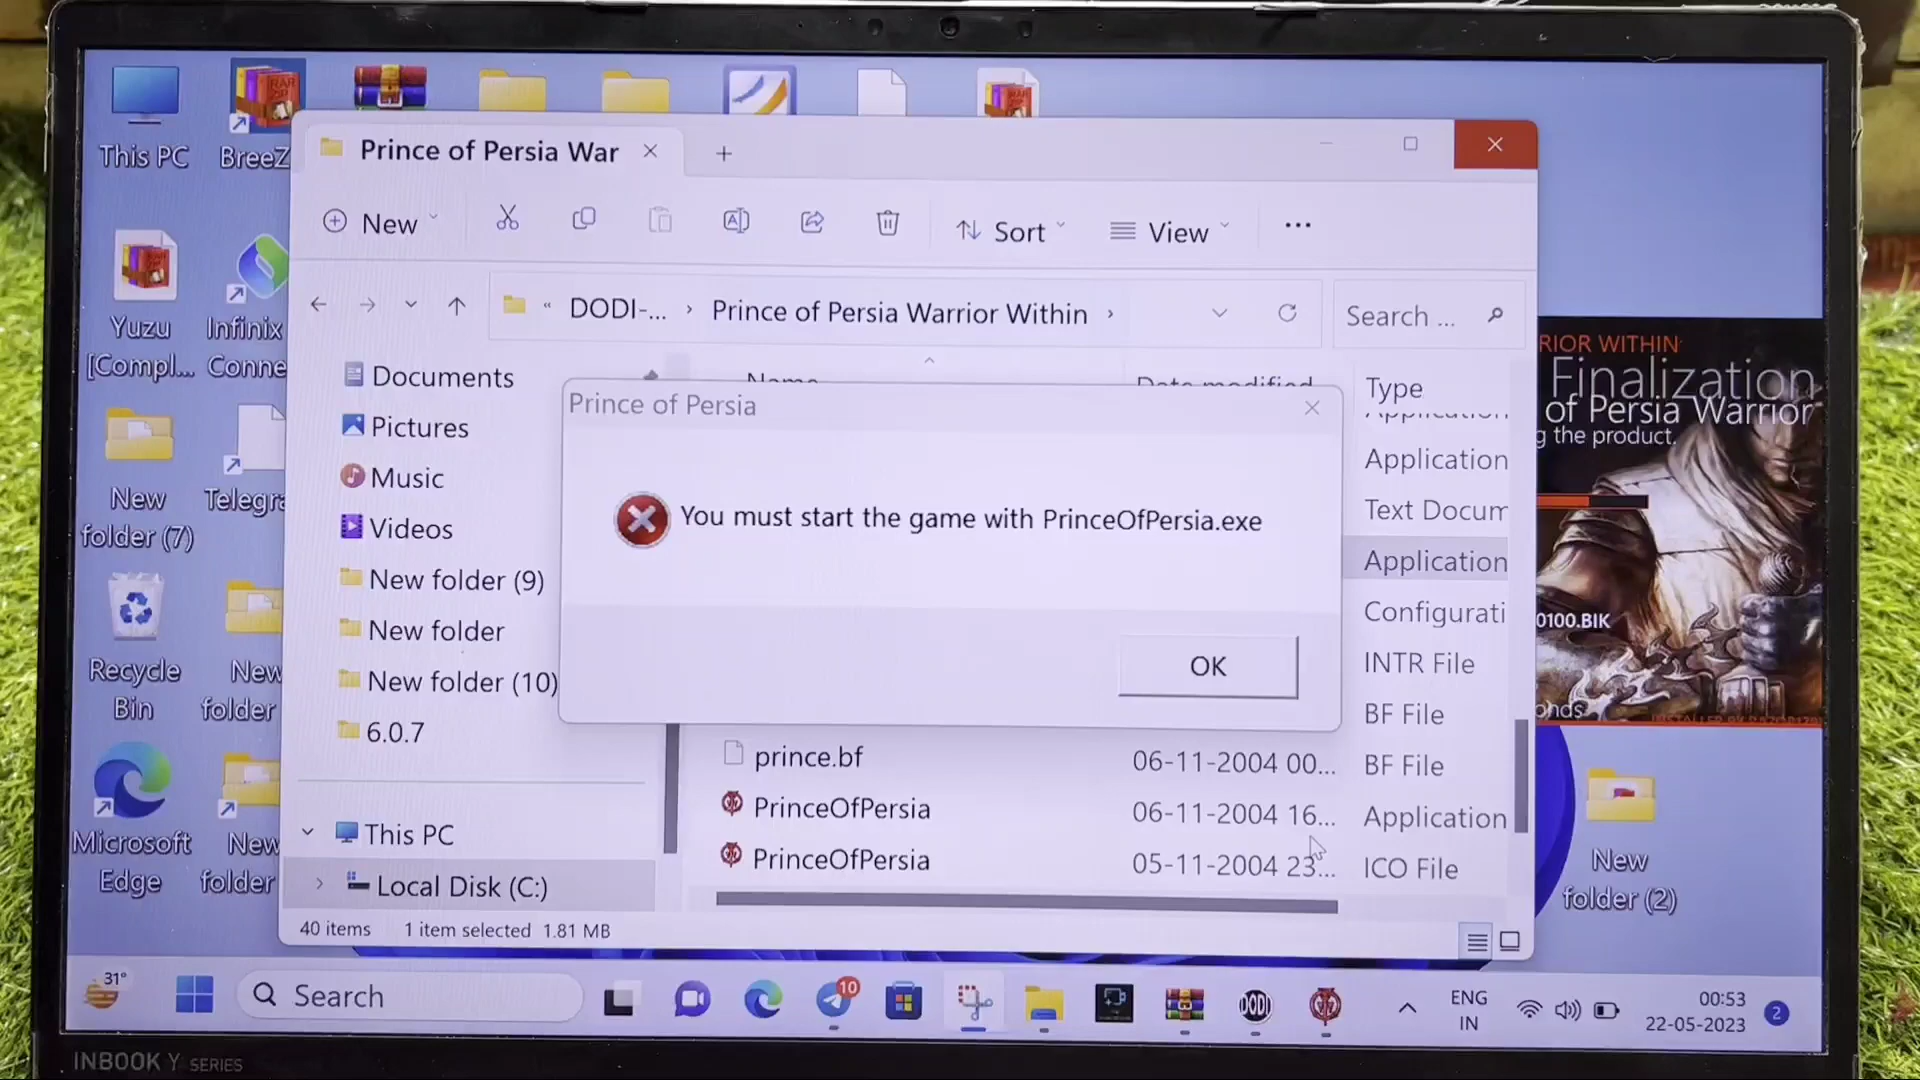 This PC
BreeZ
Prince of Persia War
New
Sort
View
DODI-...
Prince of Persia Warrior Within
Search ...
Yuzu
[Compl...
Infinix
Conne
Documents
Pictures
Music
Videos
New folder (9)
New folder
New folder (10)
6.0.7
This PC
Local Disk (C:)
40 items
1 item selected 1.81 MB
Name
Date modified
Type
Application
Application
Text Docum
Application
Configurati
INTR File
BF File
prince.bf
06-11-2004 00...
BF File
PrinceOfPersia
06-11-2004 16...
Application
PrinceOfPersia
05-11-2004 23...
ICO File
Prince of Persia
You must start the game with PrinceOfPersia.exe
OK
RIOR WITHIN
Finalization
of Persia Warrior
g the product.
0100.BIK
onds
New
folder (7)
Telegra
Recycle
Bin
New
folder
Microsoft
Edge
New
folder
New
folder (2)
31°
Search
10
DODI
ENG
IN
00:53
22-05-2023
2
INBOOK Y SERIES